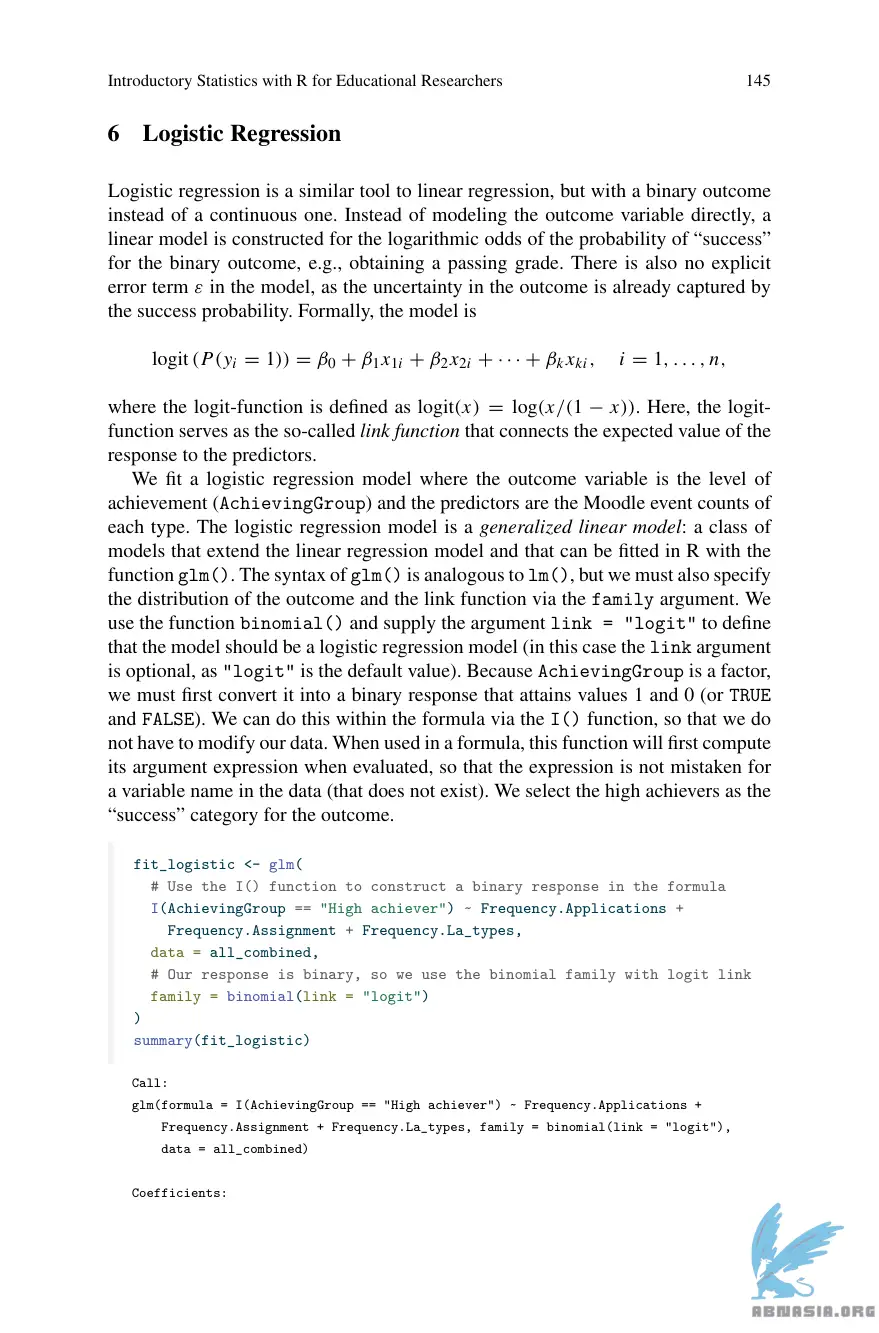 Introductory Statistics with R for Educational Researchers 145
6 Logistic Regression
Logistic regression is a similar tool to linear regression, but with a binary outcome
instead of a continuous one. Instead of modeling the outcome variable directly, a
linear model is constructed for the logarithmic odds of the probability of “success”
for the binary outcome, e.g., obtaining a passing grade. There is also no explicit
error term ε in the model, as the uncertainty in the outcome is already captured by
the success probability. Formally, the model is
logit (P(yᵢ = 1)) = β₀ + β₁x₁ᵢ + β₂x₂ᵢ + · · · + βₖxₖᵢ, i = 1, . . . , n,
where the logit-function is defined as logit(x) = log(x/(1 − x)). Here, the logit-
function serves as the so-called link function that connects the expected value of the
response to the predictors.
We fit a logistic regression model where the outcome variable is the level of
achievement (AchievingGroup) and the predictors are the Moodle event counts of
each type. The logistic regression model is a generalized linear model: a class of
models that extend the linear regression model and that can be fitted in R with the
function glm(). The syntax of glm() is analogous to lm(), but we must also specify
the distribution of the outcome and the link function via the family argument. We
use the function binomial() and supply the argument link = "logit" to define
that the model should be a logistic regression model (in this case the link argument
is optional, as "logit" is the default value). Because AchievingGroup is a factor,
we must first convert it into a binary response that attains values 1 and 0 (or TRUE
and FALSE). We can do this within the formula via the I() function, so that we do
not have to modify our data. When used in a formula, this function will first compute
its argument expression when evaluated, so that the expression is not mistaken for
a variable name in the data (that does not exist). We select the high achievers as the
“success” category for the outcome.
fit_logistic <- glm(
# Use the I() function to construct a binary response in the formula
I(AchievingGroup == "High achiever") ~ Frequency.Applications +
Frequency.Assignment + Frequency.La_types,
data = all_combined,
# Our response is binary, so we use the binomial family with logit link
family = binomial(link = "logit")
)
summary(fit_logistic)
Call:
glm(formula = I(AchievingGroup == "High achiever") ~ Frequency.Applications +
Frequency.Assignment + Frequency.La_types, family = binomial(link = "logit"),
data = all_combined)
Coefficients:
ABNASIA.ORG